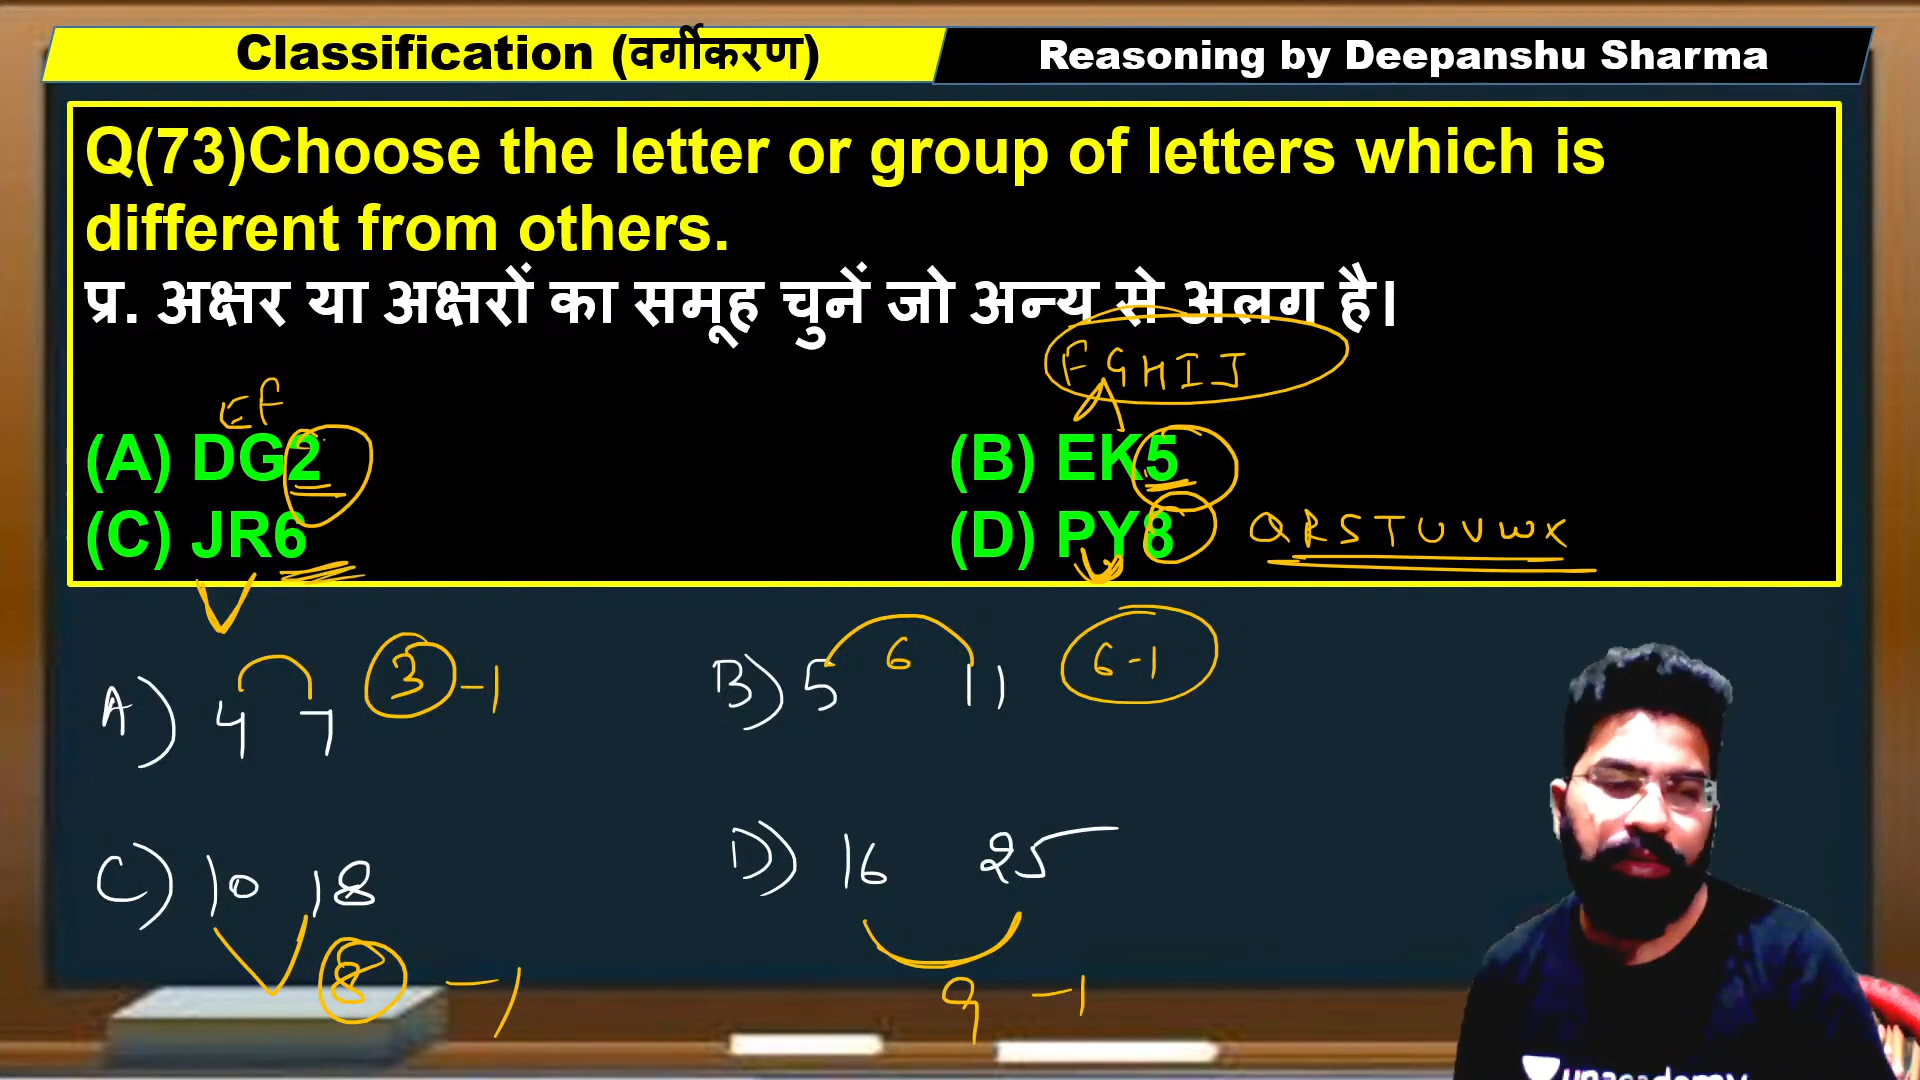 Classification (वर्गीकरण)
Reasoning by Deepanshu Sharma
Q(73)Choose the letter or group of letters which is
different from others.
प्र. अक्षर या अक्षरों का समूह चुनें जो अन्य से अलग है।
EF
FGHIJ
(A) DG2
(B) EK5
(C) JR6
(D) PY8
QRSTUVWX
A) 4 7 3 -1
B) 5 6 11 6-1
C) 10 18
8 -1
D) 16 25
9 -1